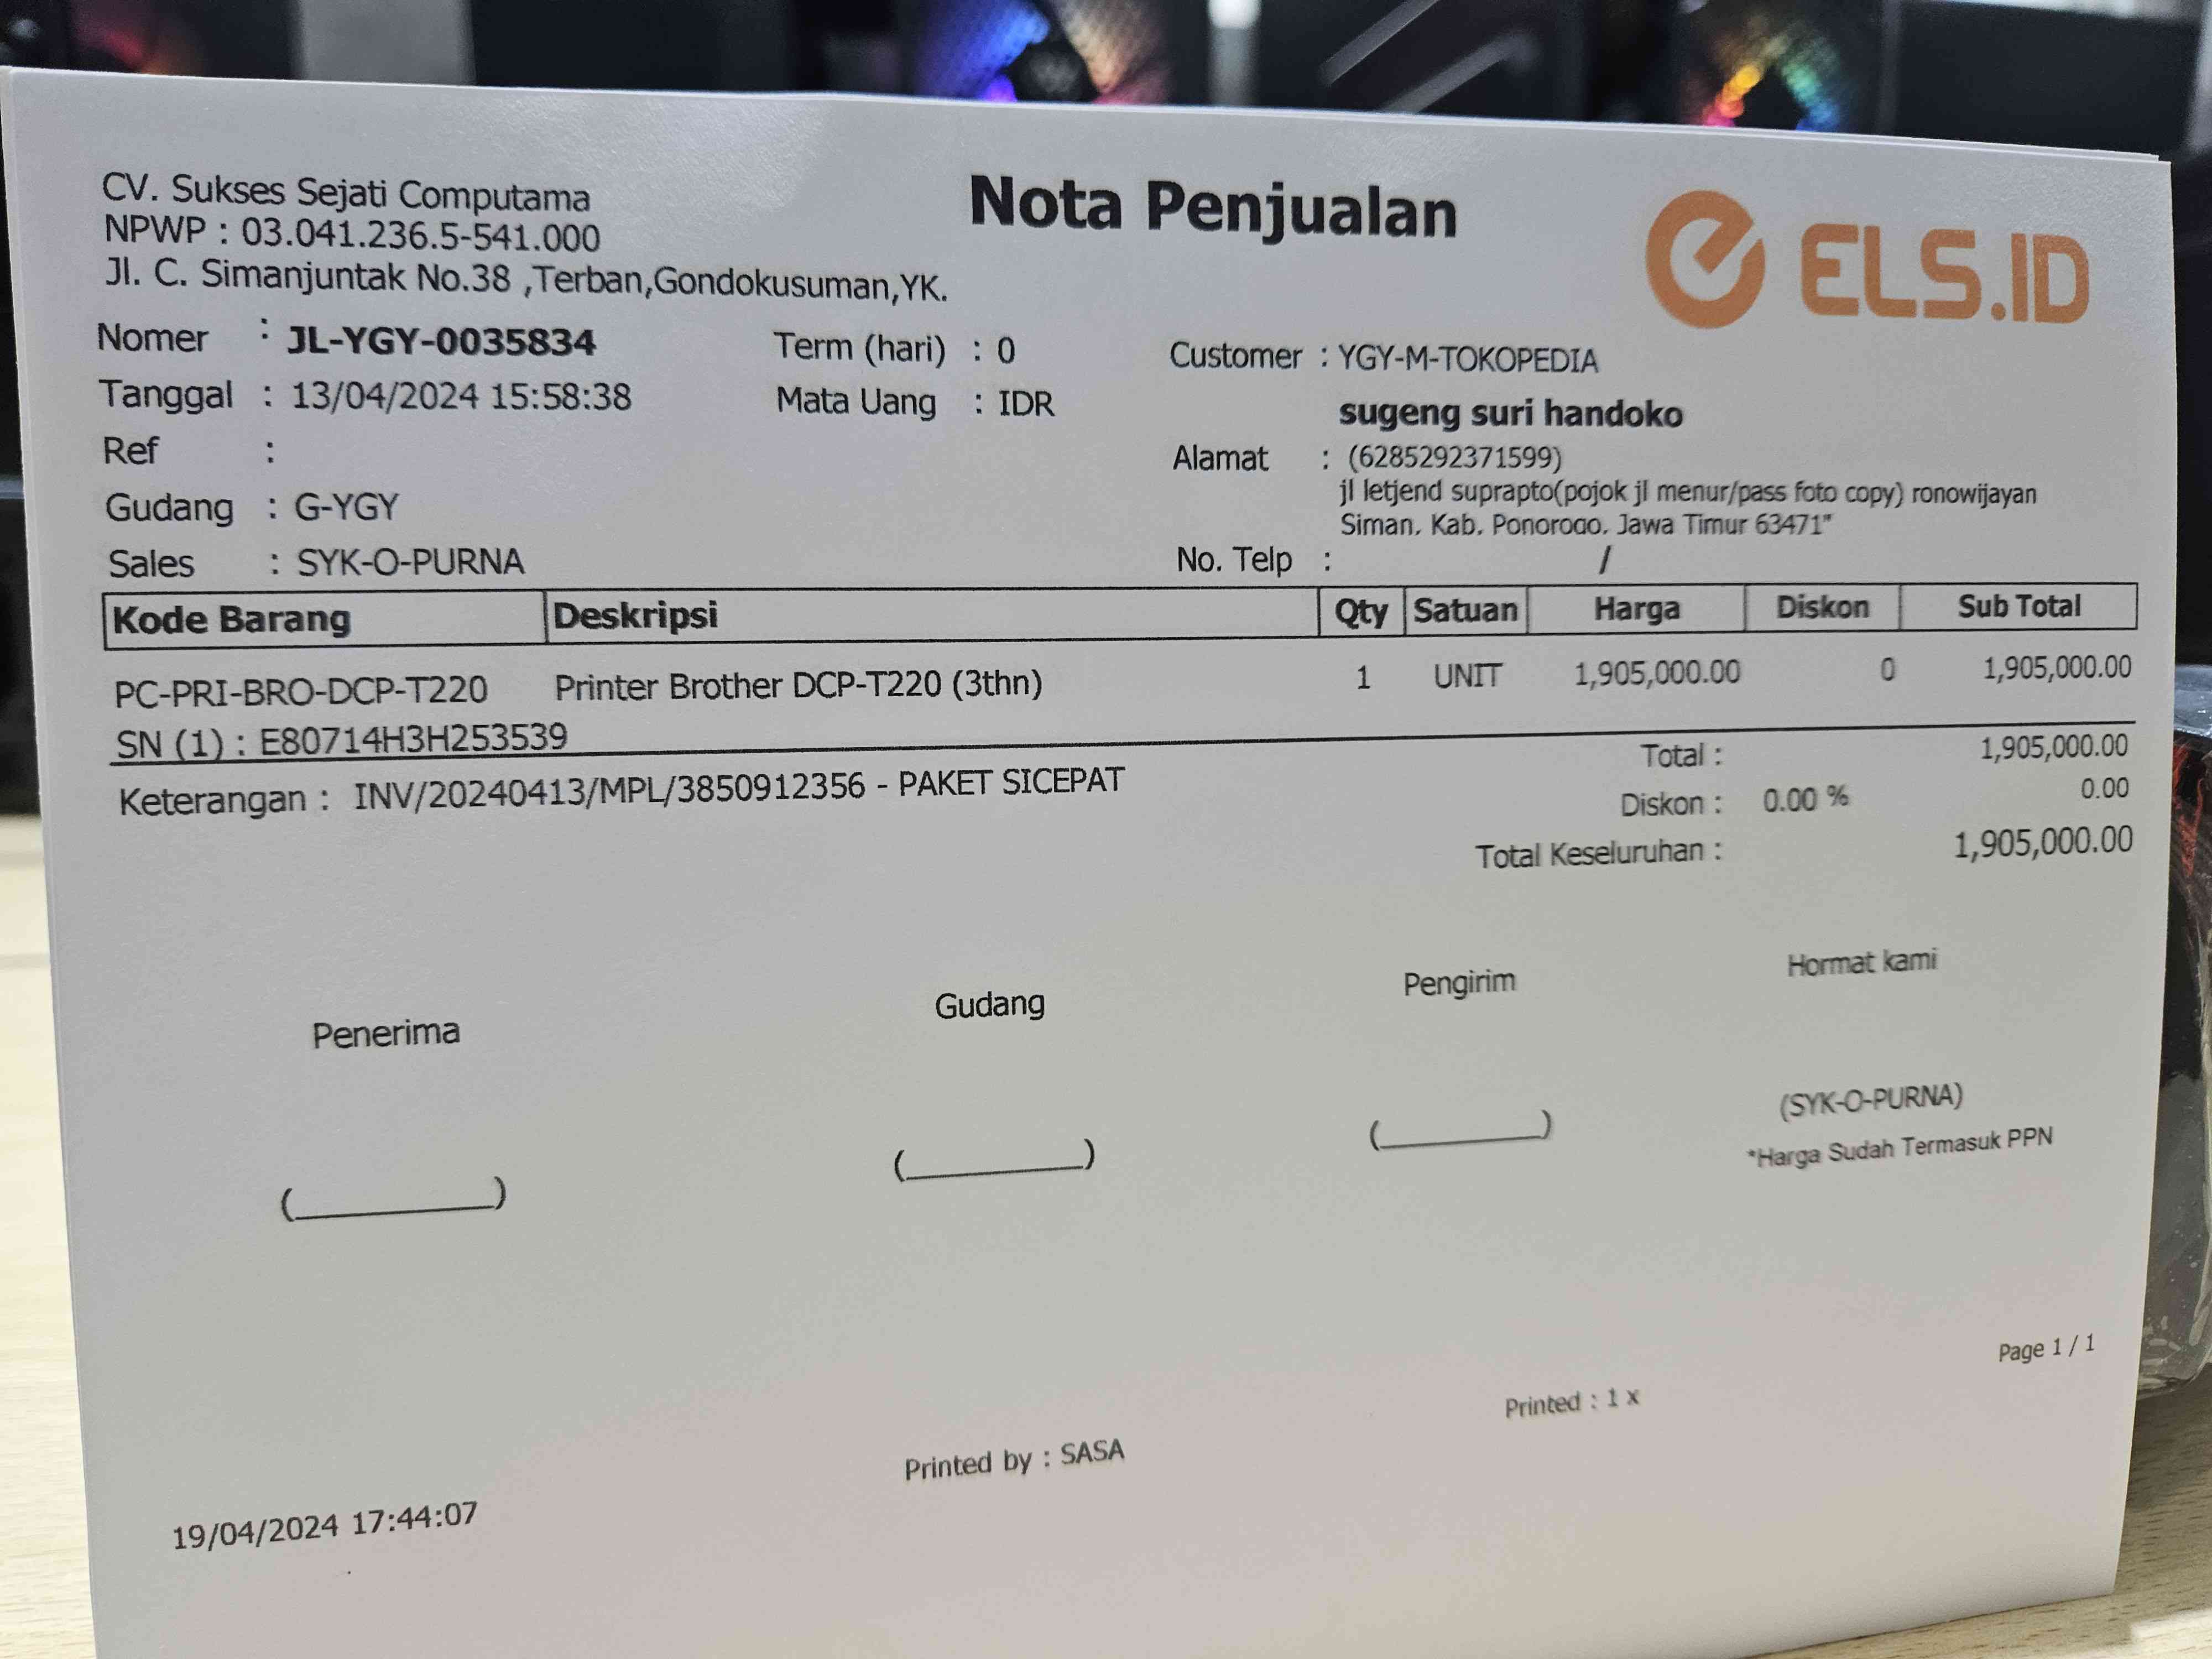 CV. Sukses Sejati Computama
NPWP : 03.041.236.5-541.000
Jl. C. Simanjuntak No.38 ,Terban,Gondokusuman,YK.
Nota Penjualan
ELS.ID
Nomer : JL-YGY-0035834
Tanggal : 13/04/2024 15:58:38
Ref :
Gudang : G-YGY
Sales : SYK-O-PURNA
Term (hari) : 0
Mata Uang : IDR
Customer : YGY-M-TOKOPEDIA
sugeng suri handoko
Alamat : (6285292371599)
jl letjend suprapto(pojok jl menur/pass foto copy) ronowijayan
Siman, Kab. Ponorogo, Jawa Timur 63471"
No. Telp : /
Kode Barang Deskripsi Qty Satuan Harga Diskon Sub Total
PC-PRI-BRO-DCP-T220 Printer Brother DCP-T220 (3thn) 1 UNIT 1,905,000.00 0 1,905,000.00
SN (1) : E80714H3H253539
Keterangan : INV/20240413/MPL/3850912356 - PAKET SICEPAT
Total : 1,905,000.00
Diskon : 0.00 % 0.00
Total Keseluruhan : 1,905,000.00
Penerima Gudang Pengirim Hormat kami
(__________) (__________) (__________) (SYK-O-PURNA)
*Harga Sudah Termasuk PPN
19/04/2024 17:44:07 Printed by : SASA Printed : 1 x Page 1 / 1